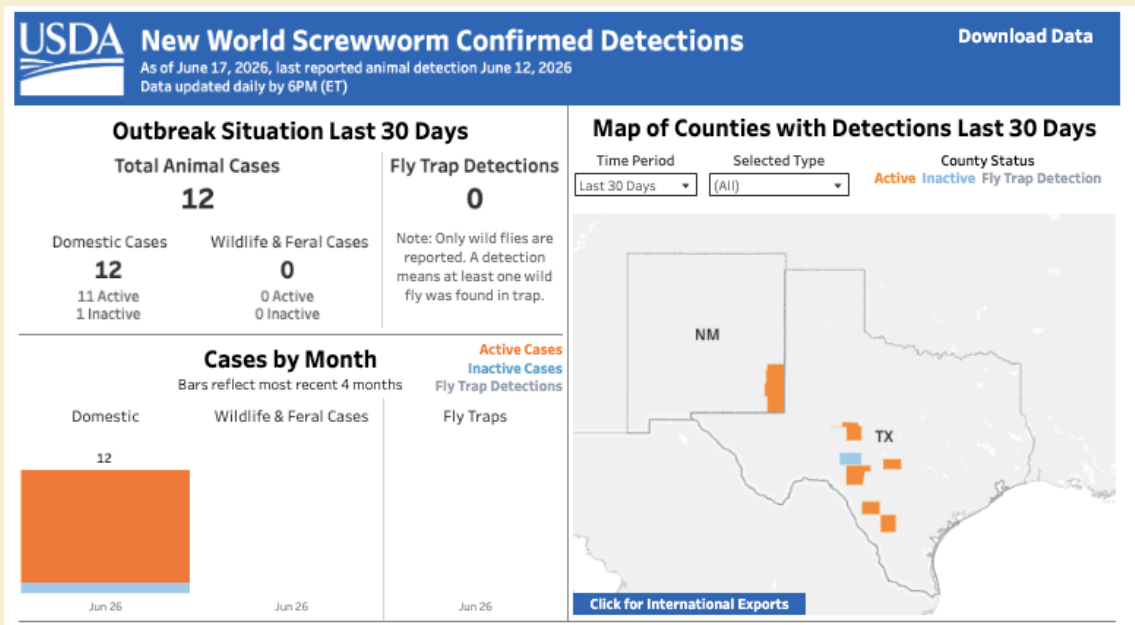 USDA
New World Screwworm Confirmed Detections
As of June 17, 2026, last reported animal detection June 12, 2026
Data updated daily by 6PM (ET)
Download Data
Outbreak Situation Last 30 Days
Total Animal Cases
12
Domestic Cases
12
11 Active
1 Inactive
Wildlife & Feral Cases
0
0 Active
0 Inactive
Fly Trap Detections
0
Note: Only wild flies are
reported. A detection
means at least one wild
fly was found in trap.
Cases by Month
Bars reflect most recent 4 months
Active Cases
Inactive Cases
Fly Trap Detections
Domestic
Wildlife & Feral Cases
Fly Traps
12
Jun 26
Jun 26
Jun 26
Map of Counties with Detections Last 30 Days
Time Period
Last 30 Days
Selected Type
(All)
County Status
Active Inactive Fly Trap Detection
NM
TX
Click for International Exports